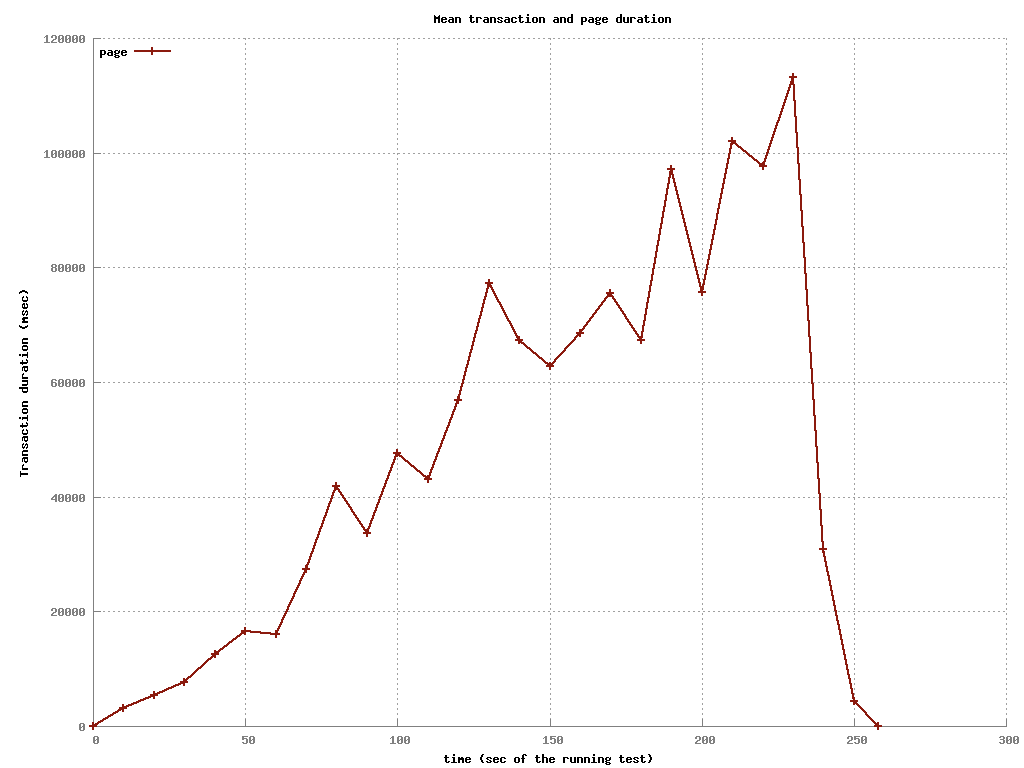 Mean transaction and page duration
120000
page
100000
80000
60000
40000
20000
0
Transaction duration (msec)
0 50 100 150 200 250 300
time (sec of the running test)